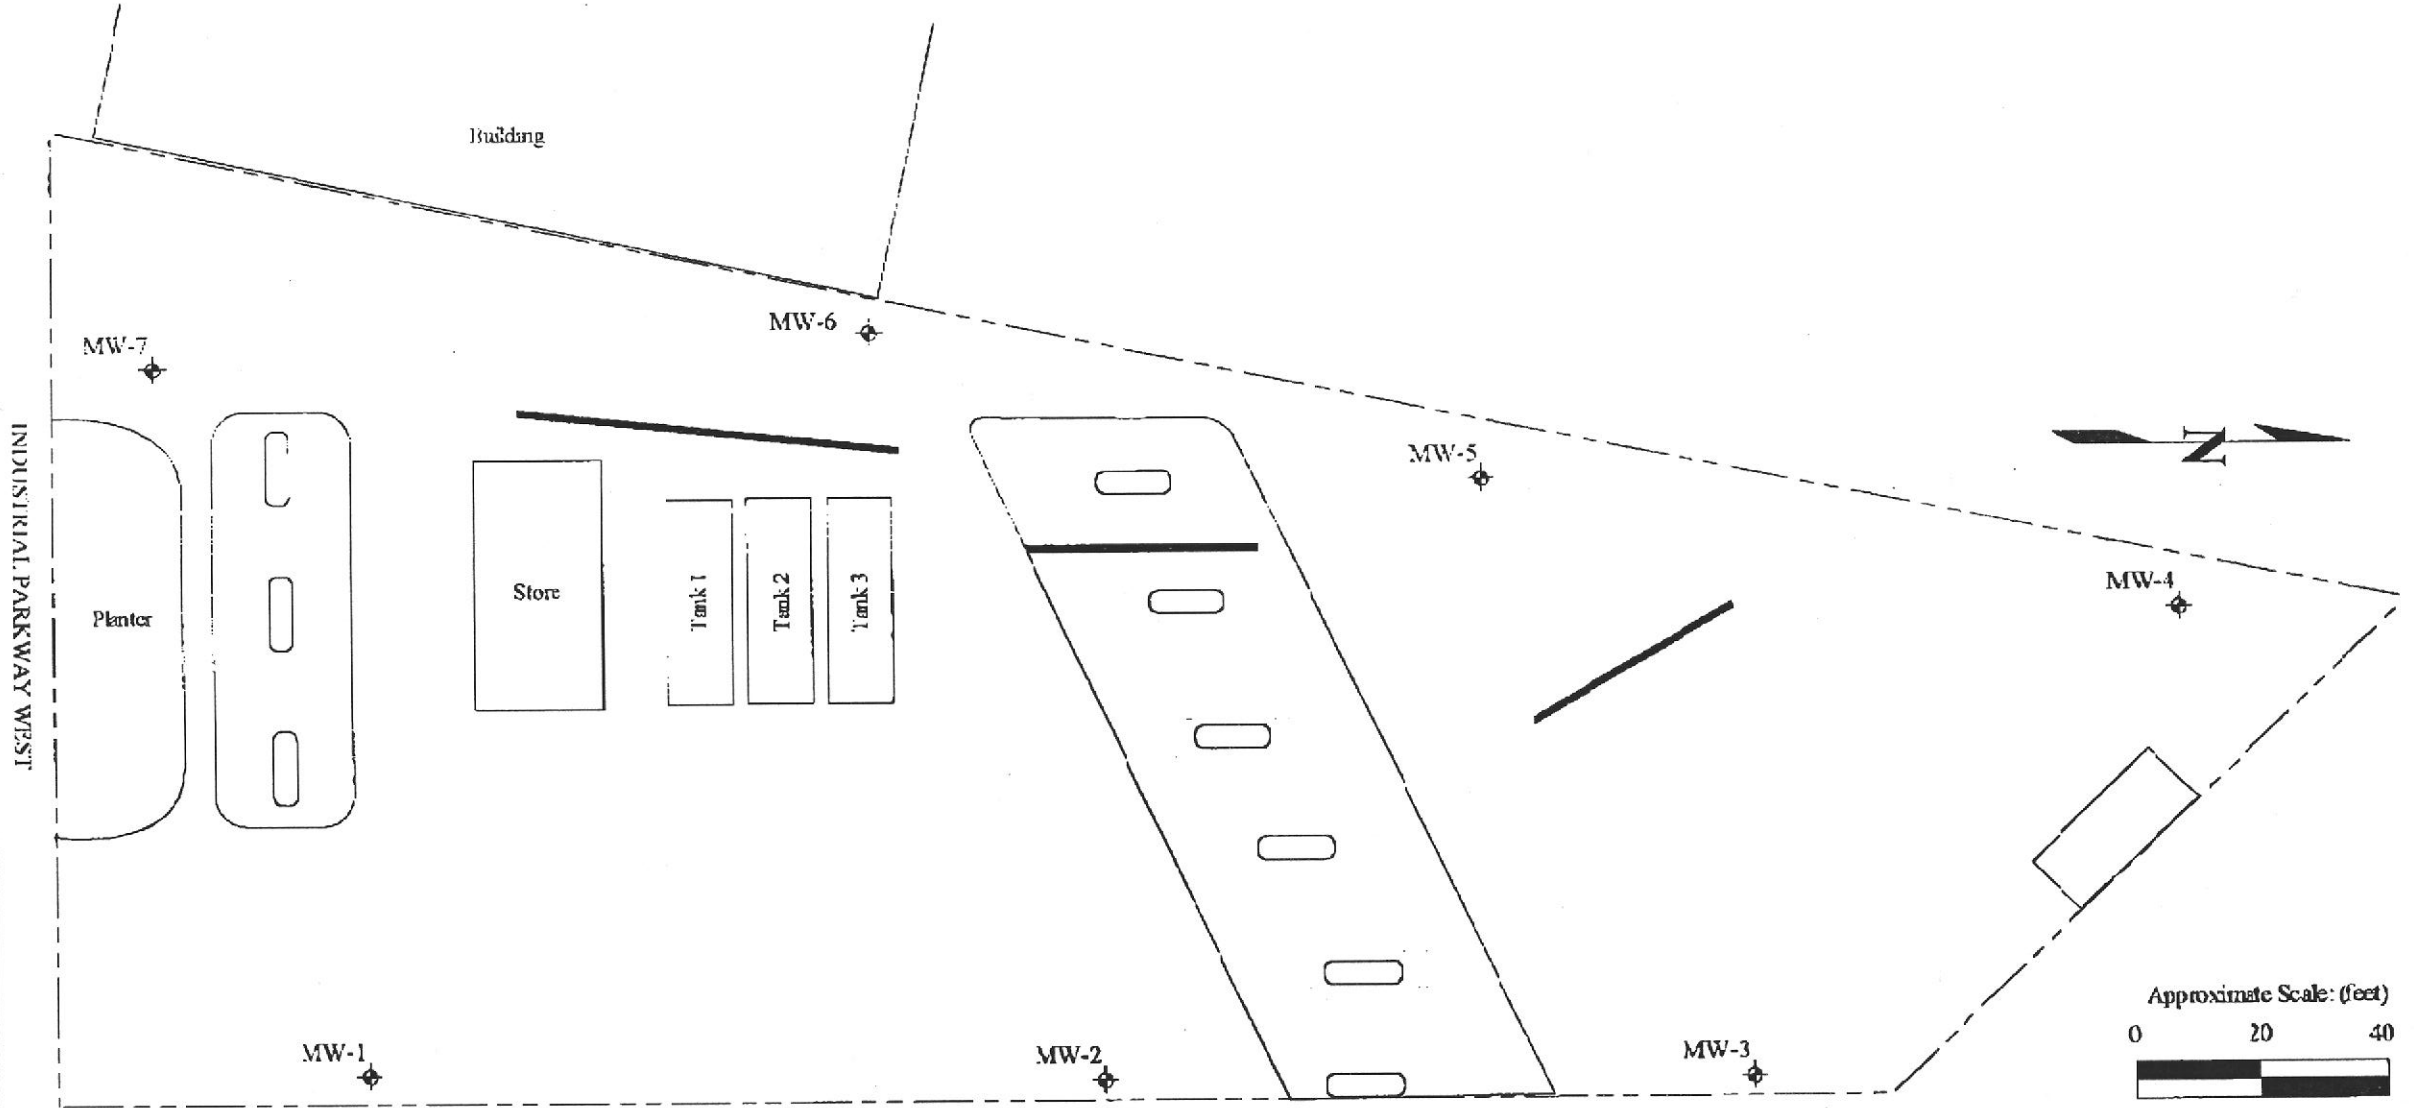 Building
MW-6
MW-7
INDUSTRIAL PARKWAY WEST
MW-5
N
Planter
Store
Tank 1
Tank 2
Tank 3
MW-4
Approximate Scale: (feet)
0 20 40
MW-1
MW-2
MW-3